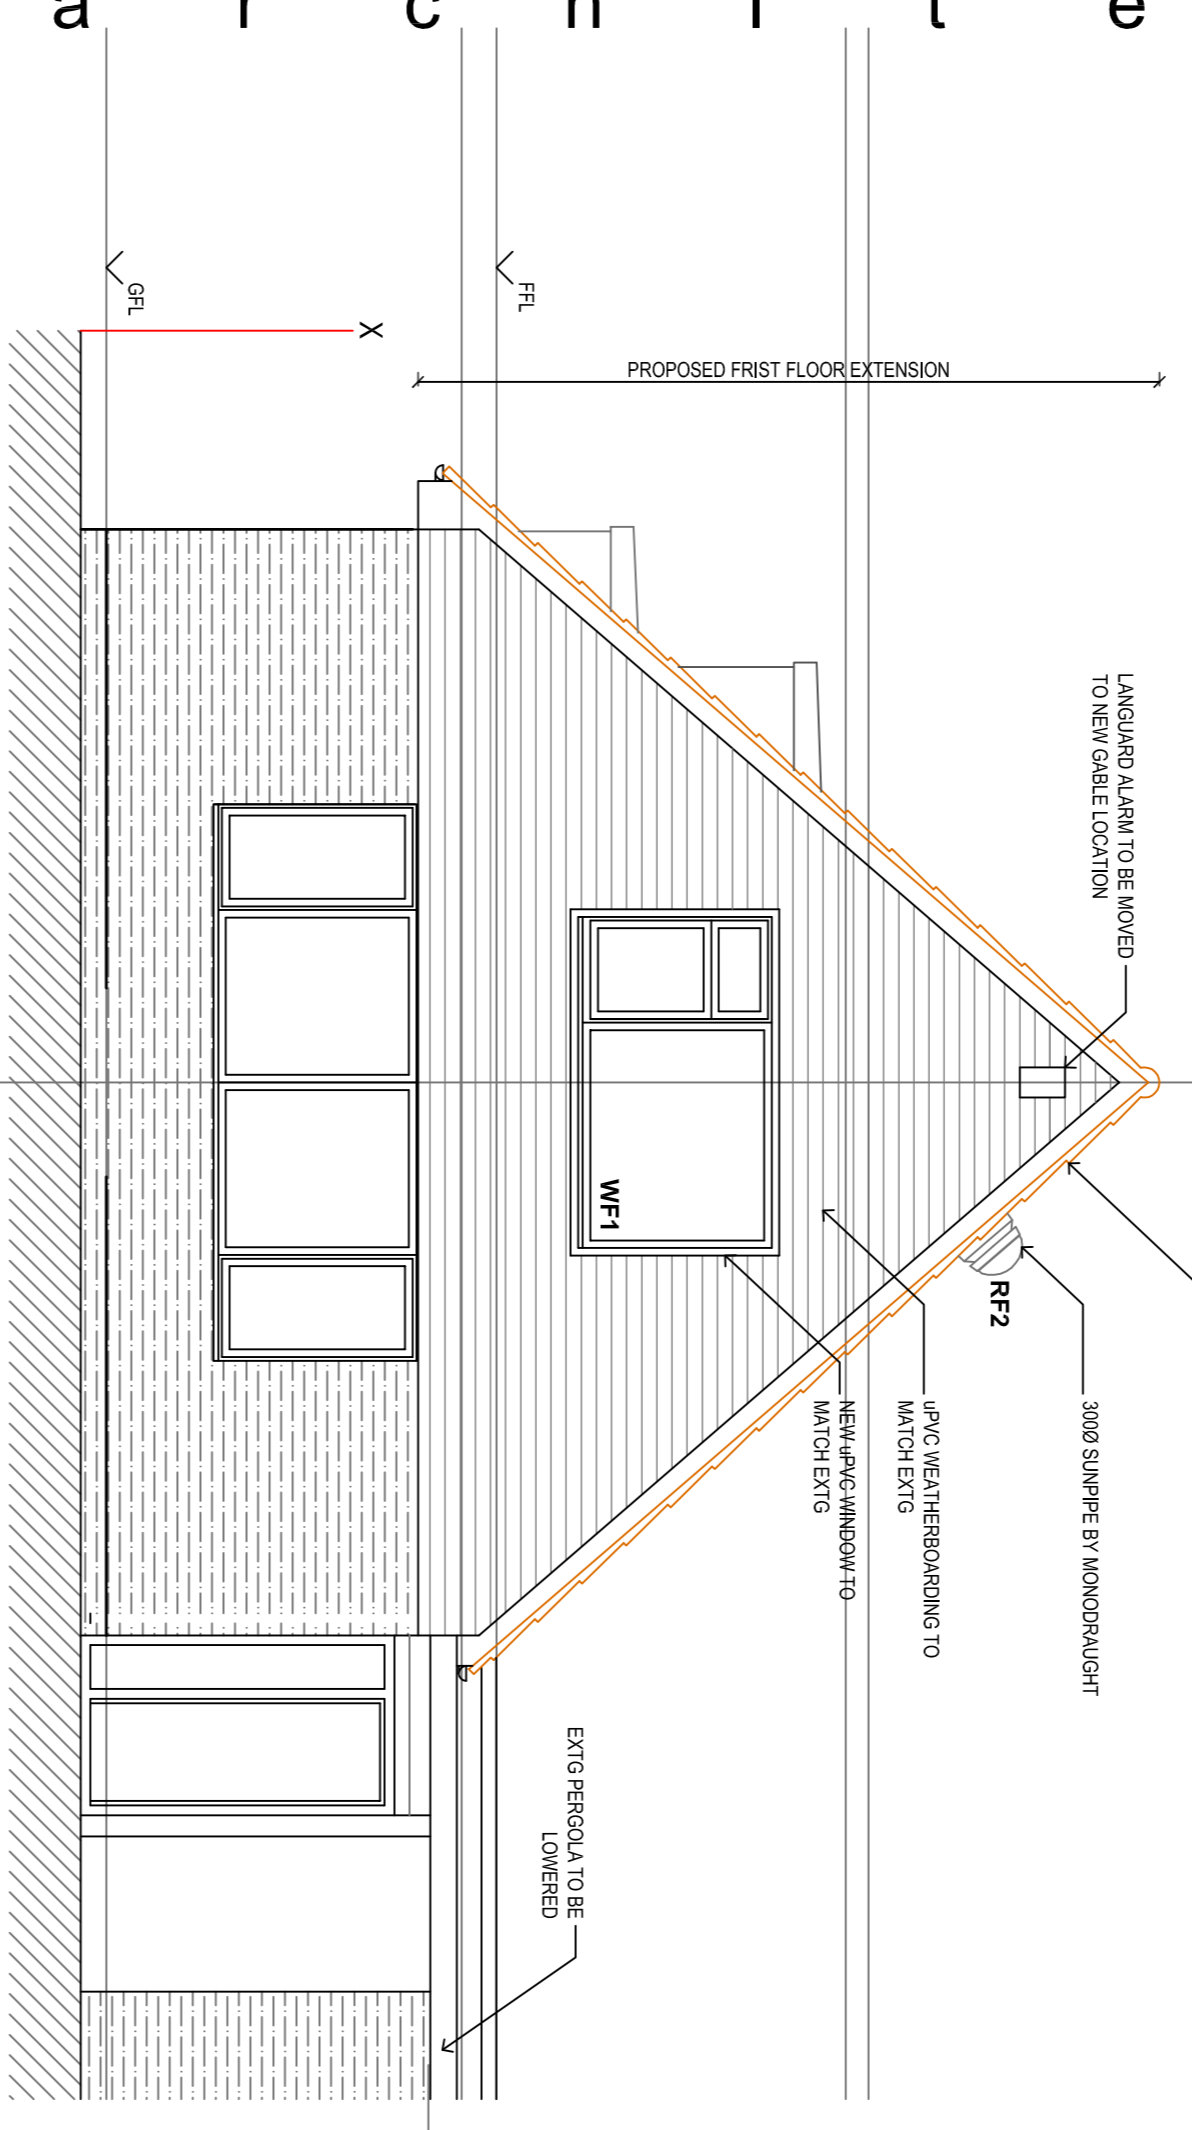 a r c h i t e
GFL
FFL
X
PROPOSED FRIST FLOOR EXTENSION
LANGUARD ALARM TO BE MOVED
TO NEW GABLE LOCATION
WF1
RF2
300Ø SUNPIPE BY MONODRAUGHT
uPVC WEATHERBOARDING TO
MATCH EXTG
NEW uPVC WINDOW TO
MATCH EXTG
EXTG PERGOLA TO BE
LOWERED